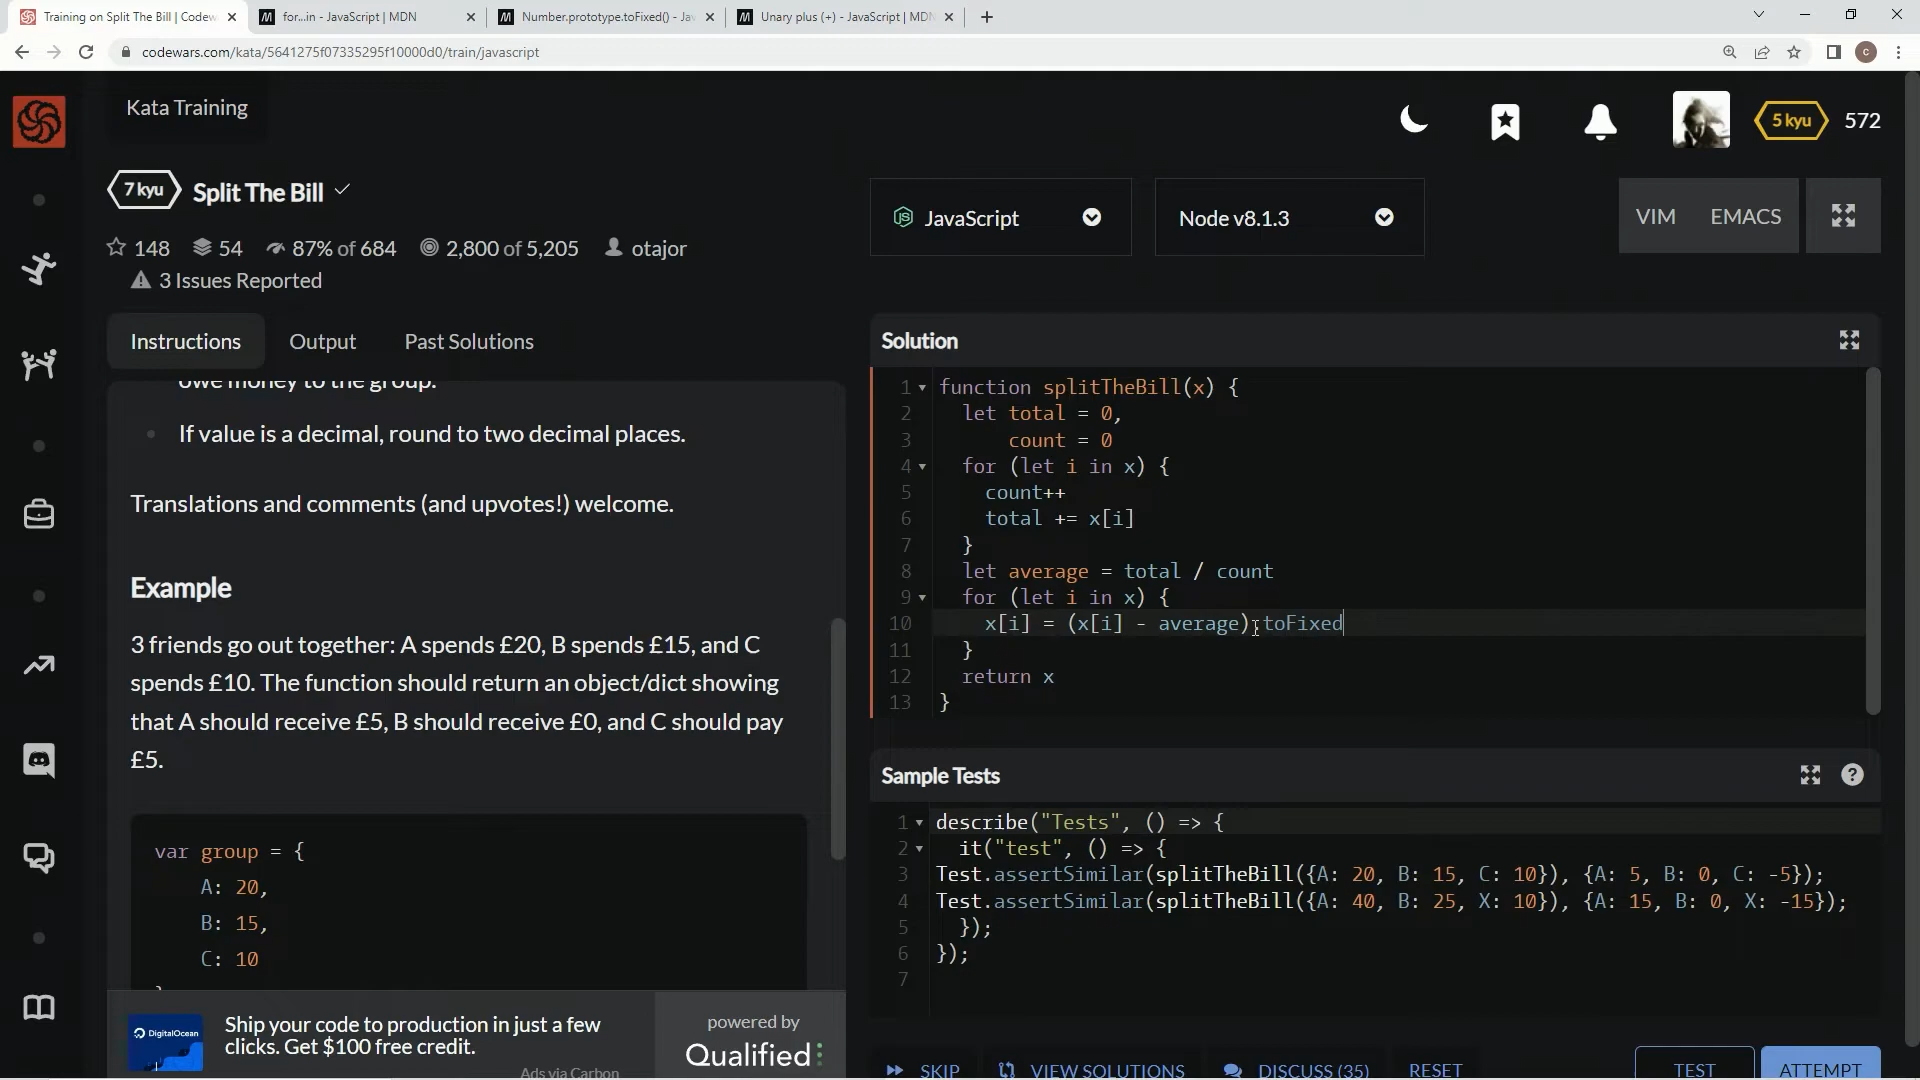 Training on Split The Bill | Codew
for...in - JavaScript | MDN
Number.prototype.toFixed() - Jav
Unary plus (+) - JavaScript | MDN
codewars.com/kata/5641275f07335295f10000d0/train/javascript
c
Kata Training
5 kyu
572
7 kyu
Split The Bill
148
54
87% of 684
2,800 of 5,205
otajor
3 Issues Reported
JavaScript
Node v8.1.3
VIM
EMACS
Instructions
Output
Past Solutions
owe money to the group.
If value is a decimal, round to two decimal places.
Translations and comments (and upvotes!) welcome.
Example
3 friends go out together: A spends £20, B spends £15, and C
spends £10. The function should return an object/dict showing
that A should receive £5, B should receive £0, and C should pay
£5.
var group = {
A: 20,
B: 15,
C: 10
DigitalOcean
Ship your code to production in just a few
clicks. Get $100 free credit.
Ads via Carbon
powered by
Qualified
Solution
1 function splitTheBill(x) {
2 let total = 0,
3 count = 0
4 for (let i in x) {
5 count++
6 total += x[i]
7 }
8 let average = total / count
9 for (let i in x) {
10 x[i] = (x[i] - average).toFixed
11 }
12 return x
13 }
Sample Tests
1 describe("Tests", () => {
2 it("test", () => {
3 Test.assertSimilar(splitTheBill({A: 20, B: 15, C: 10}), {A: 5, B: 0, C: -5});
4 Test.assertSimilar(splitTheBill({A: 40, B: 25, X: 10}), {A: 15, B: 0, X: -15});
5 });
6 });
7
SKIP
VIEW SOLUTIONS
DISCUSS (35)
RESET
TEST
ATTEMPT